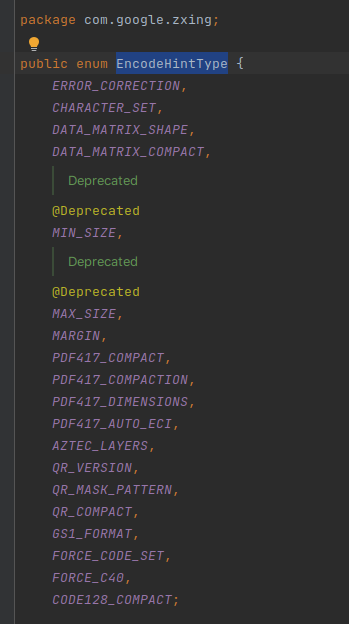 package com.google.zxing;
public enum EncodeHintType {
ERROR_CORRECTION,
CHARACTER_SET,
DATA_MATRIX_SHAPE,
DATA_MATRIX_COMPACT,
Deprecated
@Deprecated
MIN_SIZE,
Deprecated
@Deprecated
MAX_SIZE,
MARGIN,
PDF417_COMPACT,
PDF417_COMPACTION,
PDF417_DIMENSIONS,
PDF417_AUTO_ECI,
AZTEC_LAYERS,
QR_VERSION,
QR_MASK_PATTERN,
QR_COMPACT,
GS1_FORMAT,
FORCE_CODE_SET,
FORCE_C40,
CODE128_COMPACT;